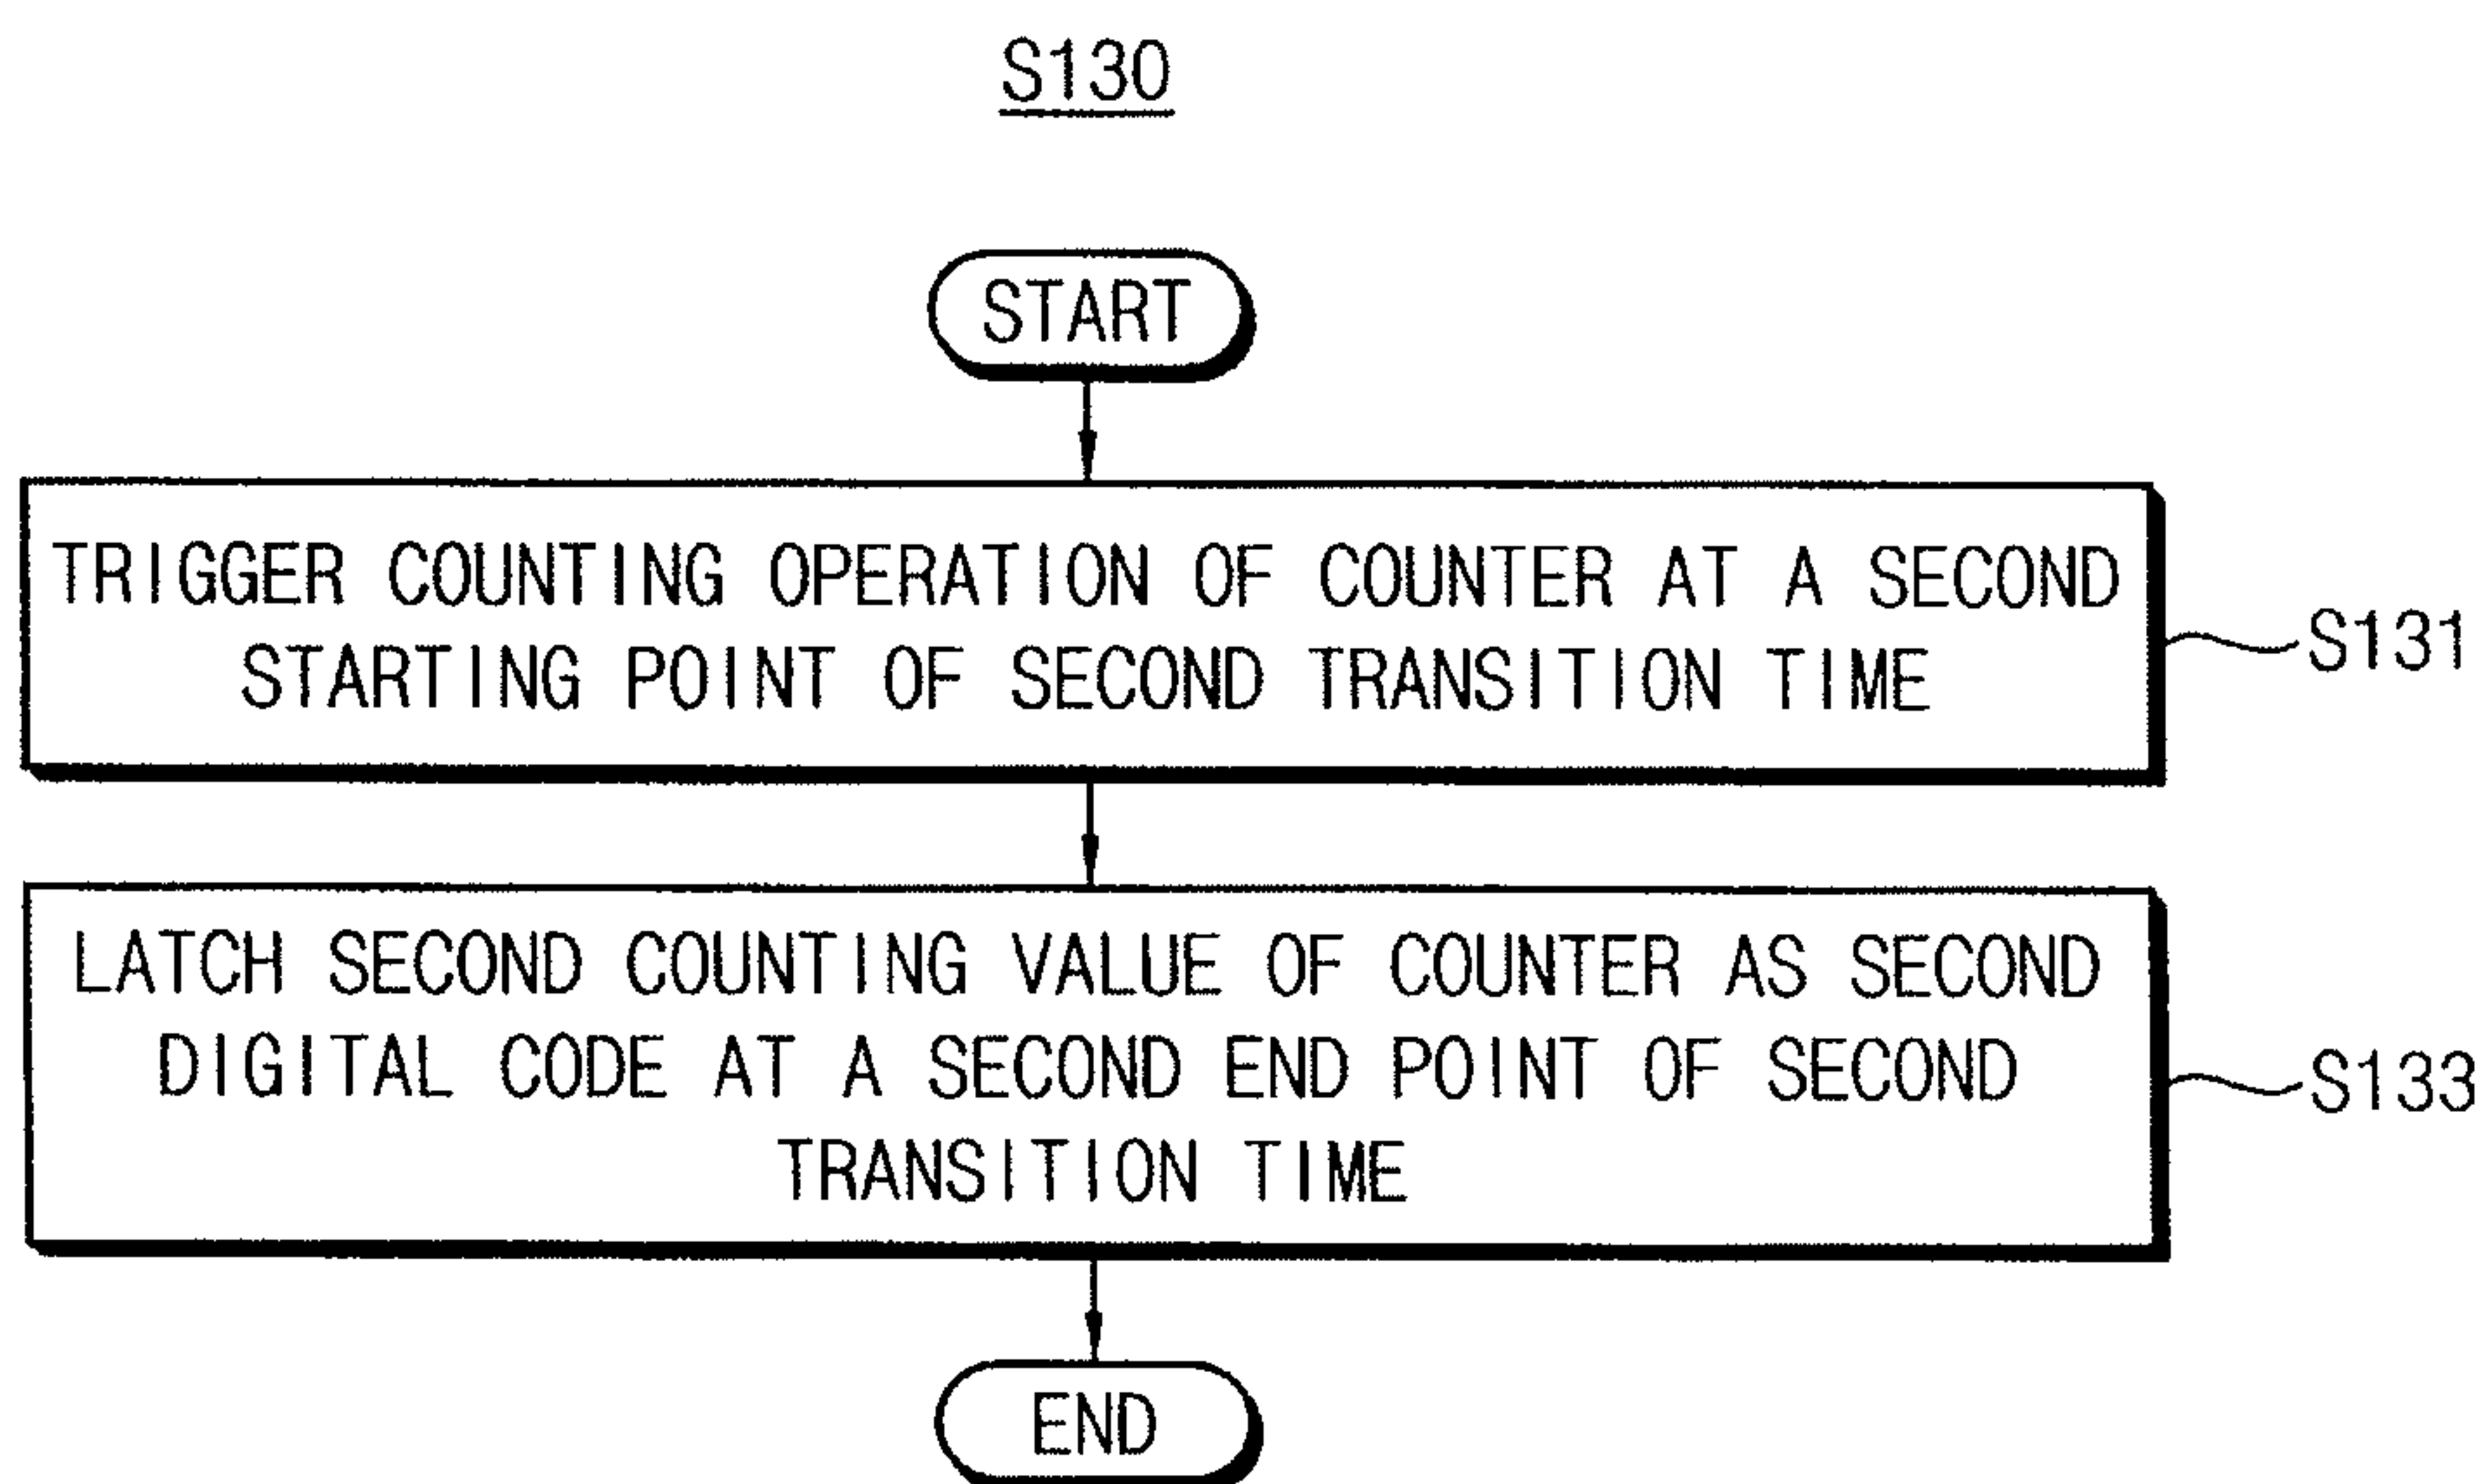 S130
START
TRIGGER COUNTING OPERATION OF COUNTER AT A SECOND
STARTING POINT OF SECOND TRANSITION TIME
S131
LATCH SECOND COUNTING VALUE OF COUNTER AS SECOND
DIGITAL CODE AT A SECOND END POINT OF SECOND
TRANSITION TIME
S133
END